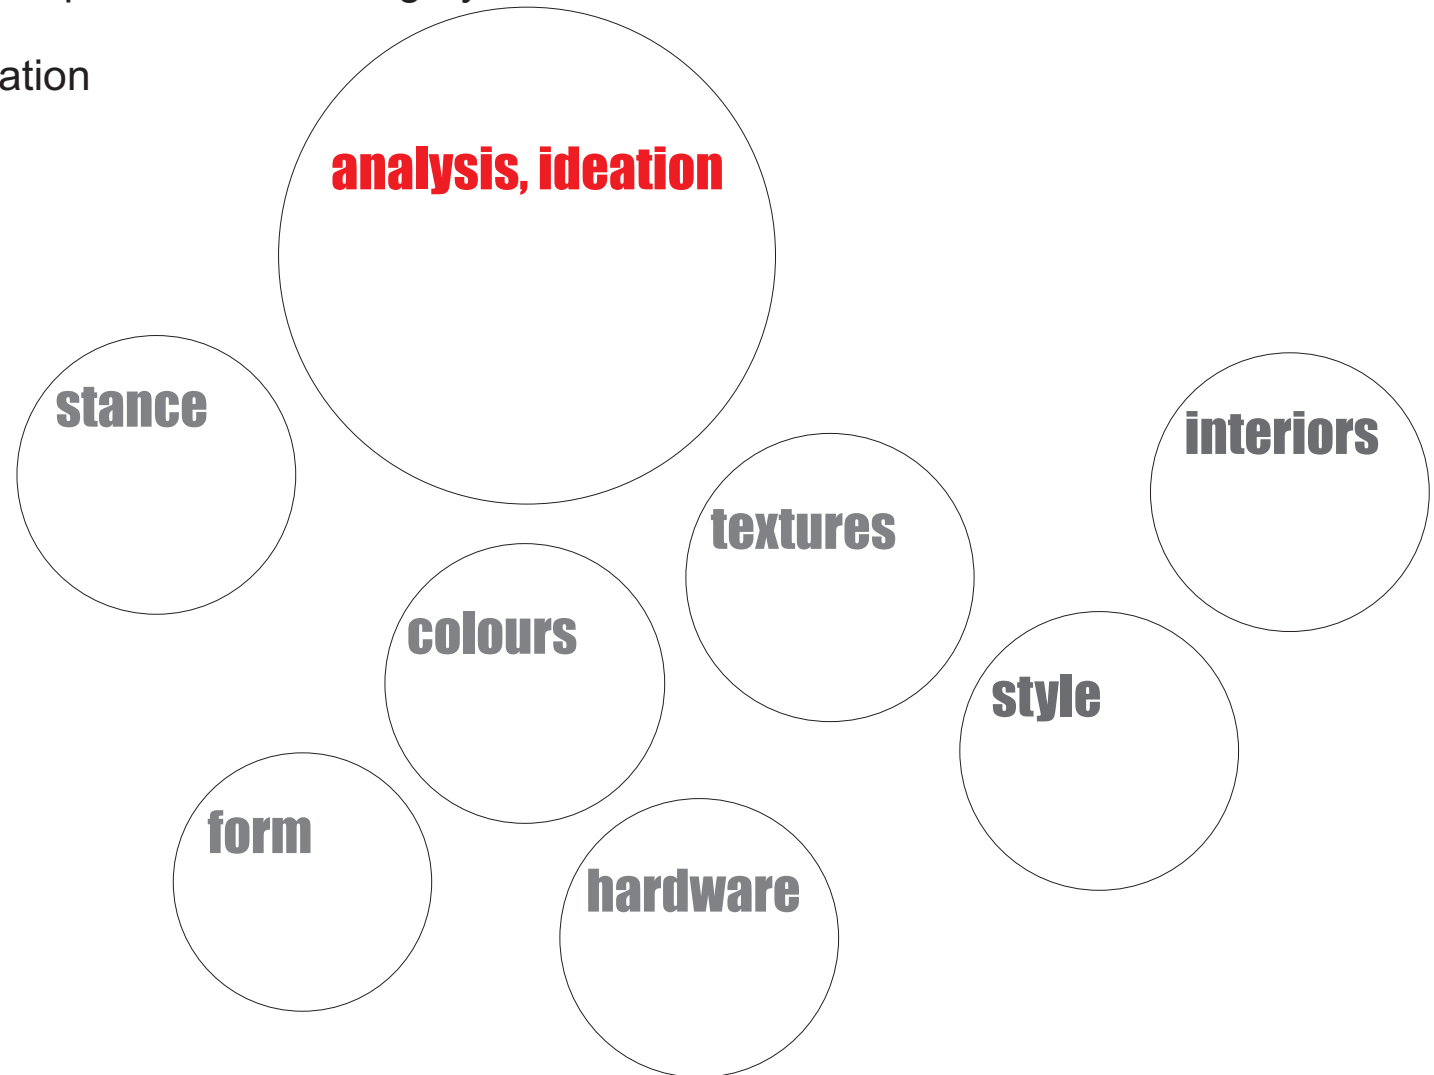 ation
analysis, ideation
stance
interiors
textures
colours
style
form
hardware